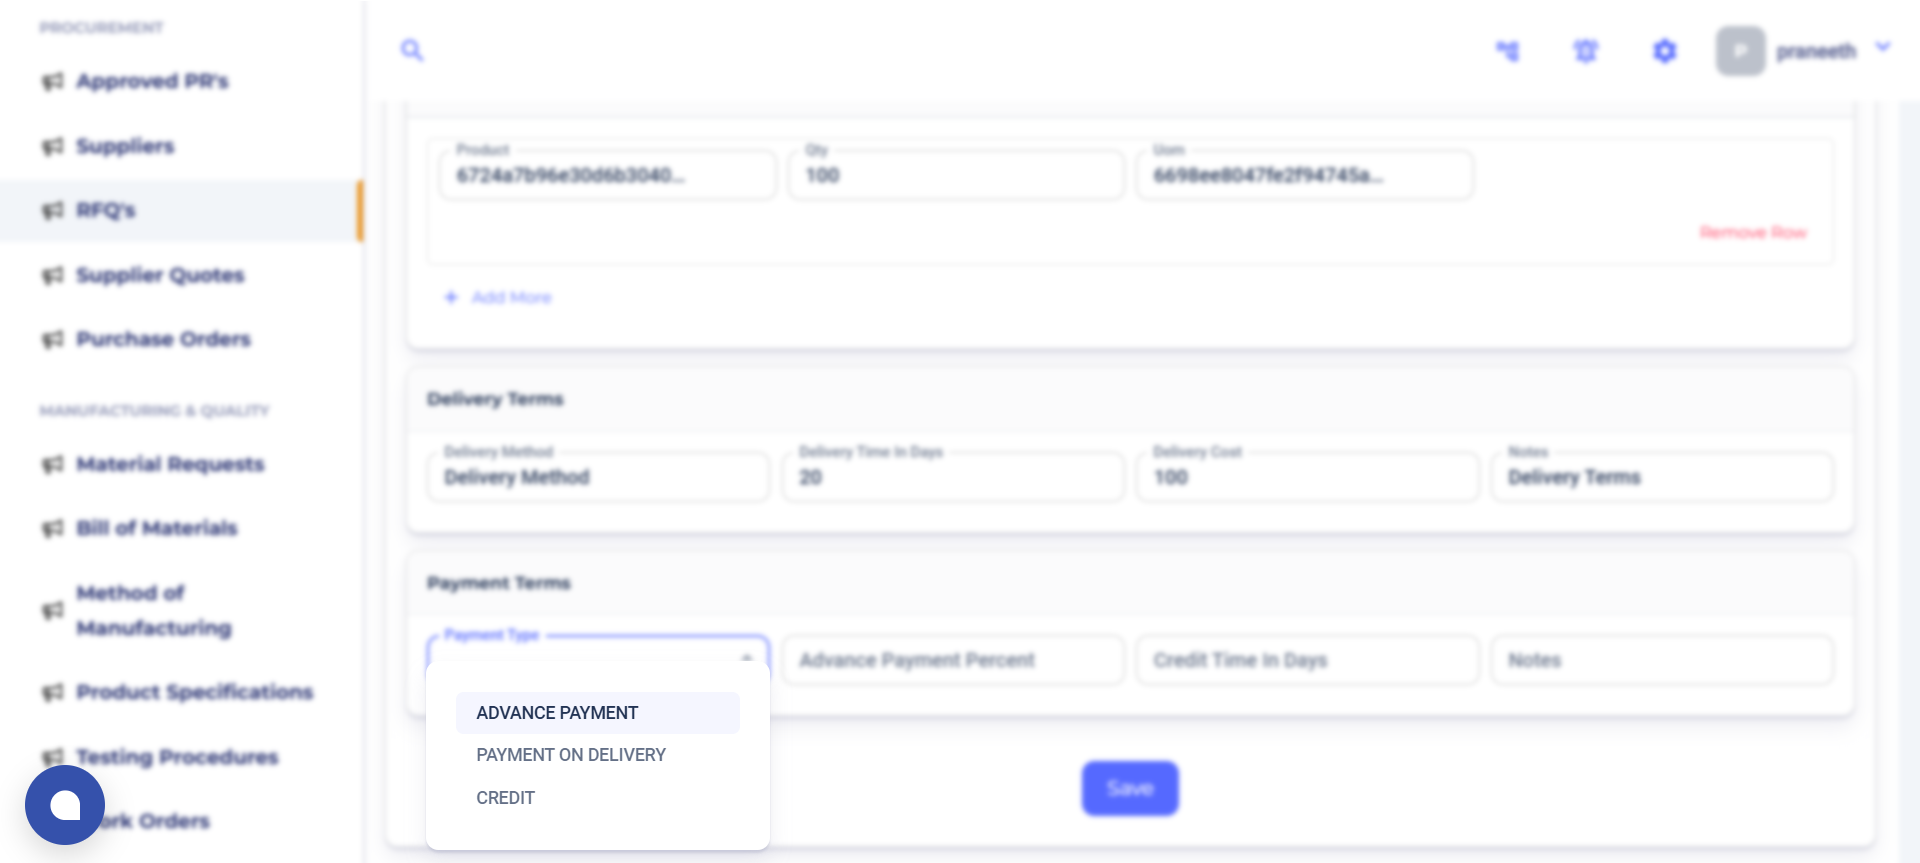 PROCUREMENT
Approved PR's
Suppliers
RFQ's
Supplier Quotes
Purchase Orders
MANUFACTURING & QUALITY
Material Requests
Bill of Materials
Method of
Manufacturing
Product Specifications
Testing Procedures
ork Orders
P praneeth
Product Qty Uom
6724a7b96e30d6b3040... 100 6698ee8047fe2f94745a...
Remove Row
+ Add More
Delivery Terms
Delivery Method Delivery Time In Days Delivery Cost Notes
Delivery Method 20 100 Delivery Terms
Payment Terms
Payment Type
Advance Payment Percent Credit Time In Days Notes
ADVANCE PAYMENT
PAYMENT ON DELIVERY
CREDIT
Save